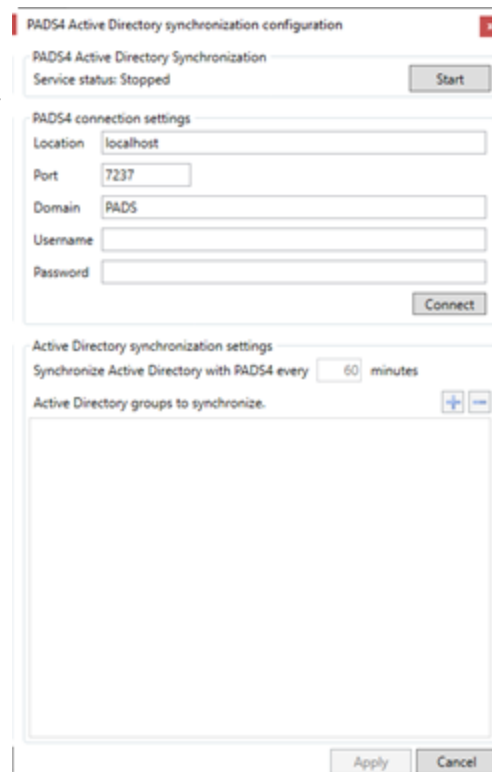 PADS4 Active Directory synchronization configuration
PADS4 Active Directory Synchronization
Service status: Stopped
Start
PADS4 connection settings
Location localhost
Port 7237
Domain PADS
Username
Password
Connect
Active Directory synchronization settings
Synchronize Active Directory with PADS4 every 60 minutes
Active Directory groups to synchronize.
Apply Cancel